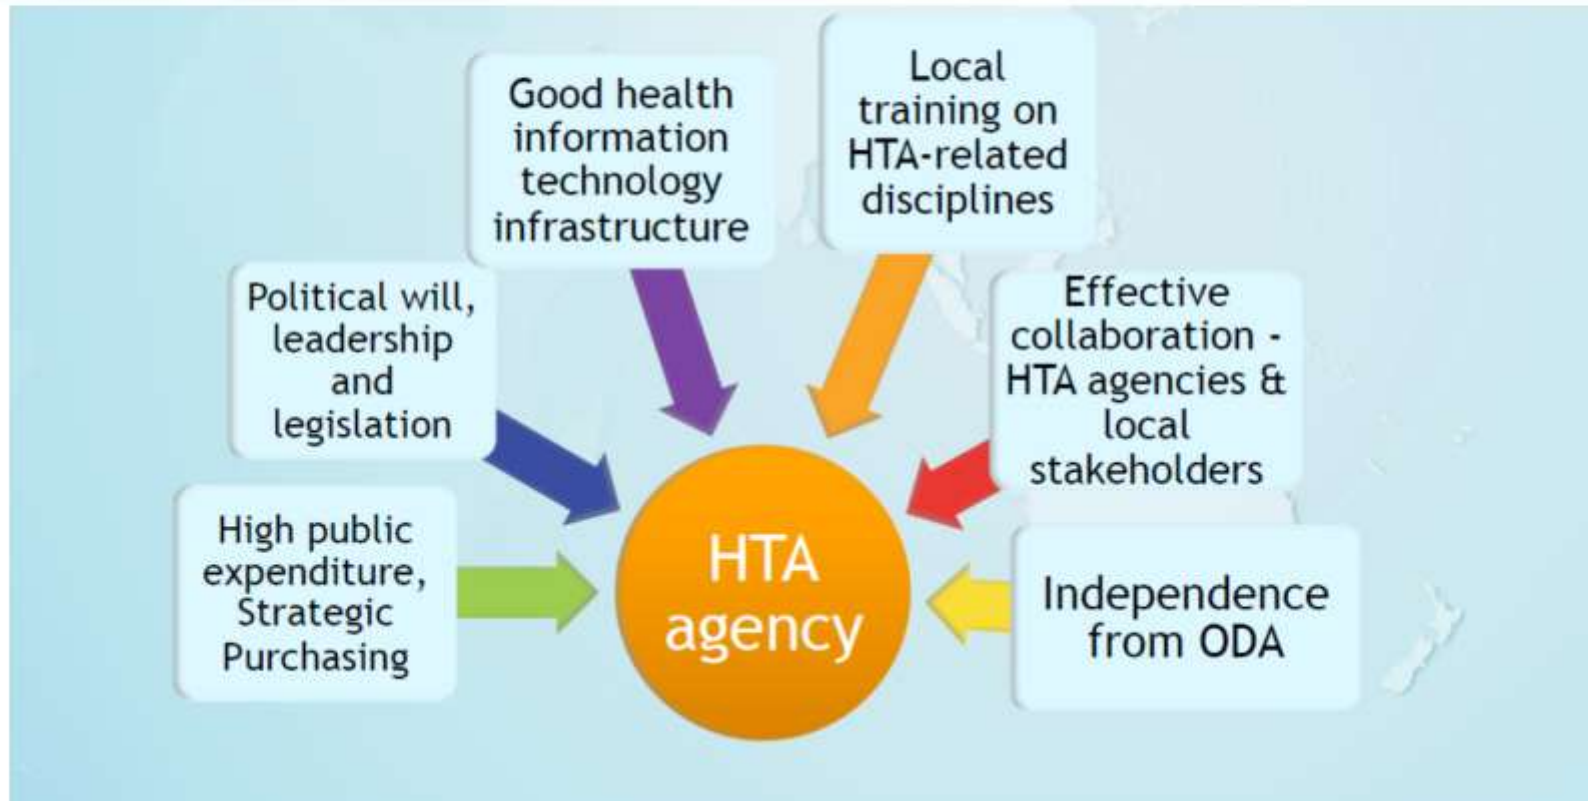 Good health
information
technology
infrastructure
Local
training on
HTA-related
disciplines
Political will,
leadership
and
legislation
Effective
collaboration -
HTA agencies &
local
stakeholders
High public
expenditure,
Strategic
Purchasing
HTA
agency
Independence
from ODA